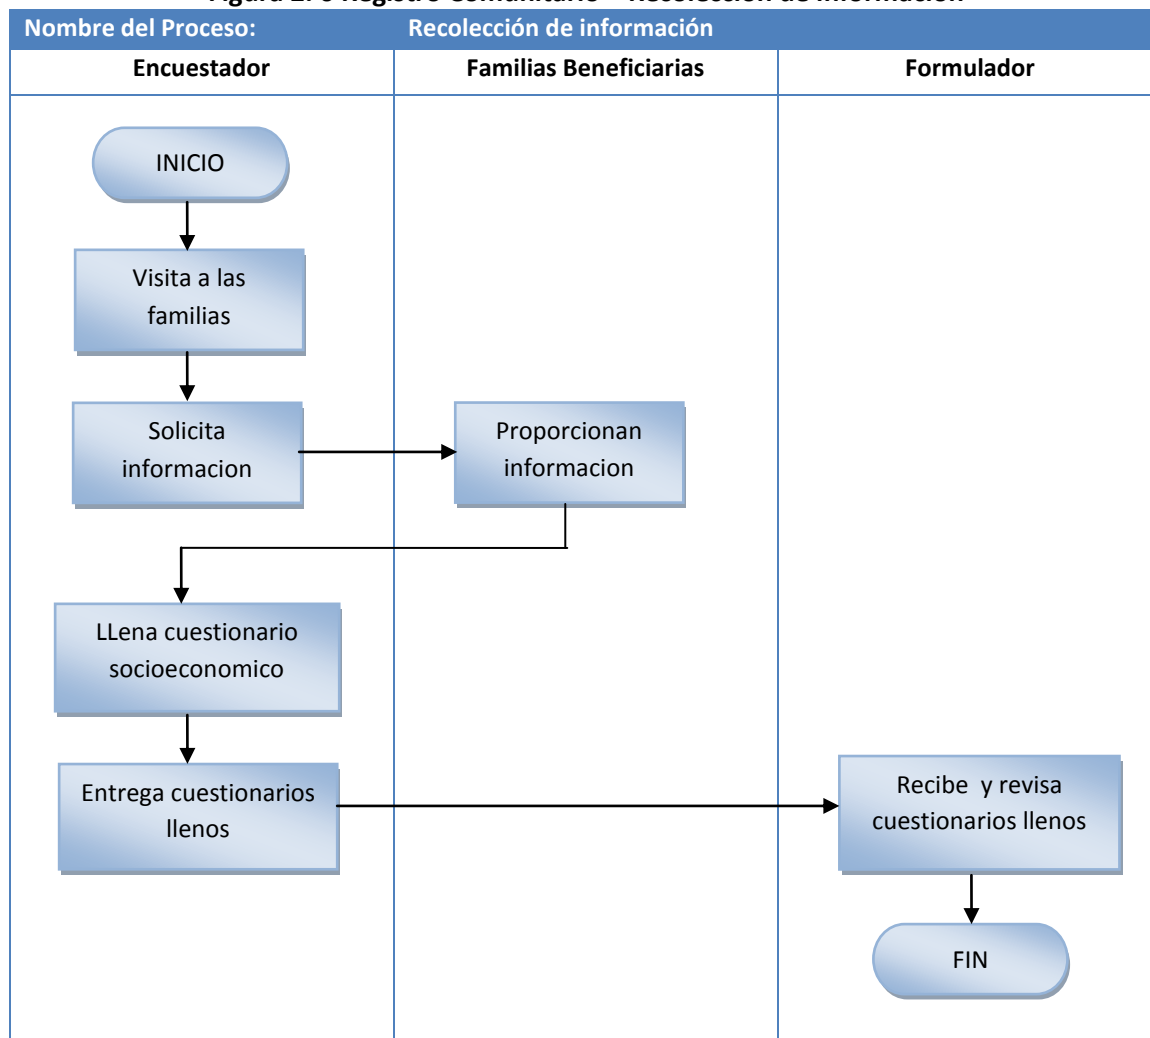 Nombre del Proceso: Recolección de información
Encuestador Familias Beneficiarias Formulador
INICIO
Visita a las
familias
Solicita
informacion
Proporcionan
informacion
LLena cuestionario
socioeconomico
Entrega cuestionarios
llenos
Recibe y revisa
cuestionarios llenos
FIN